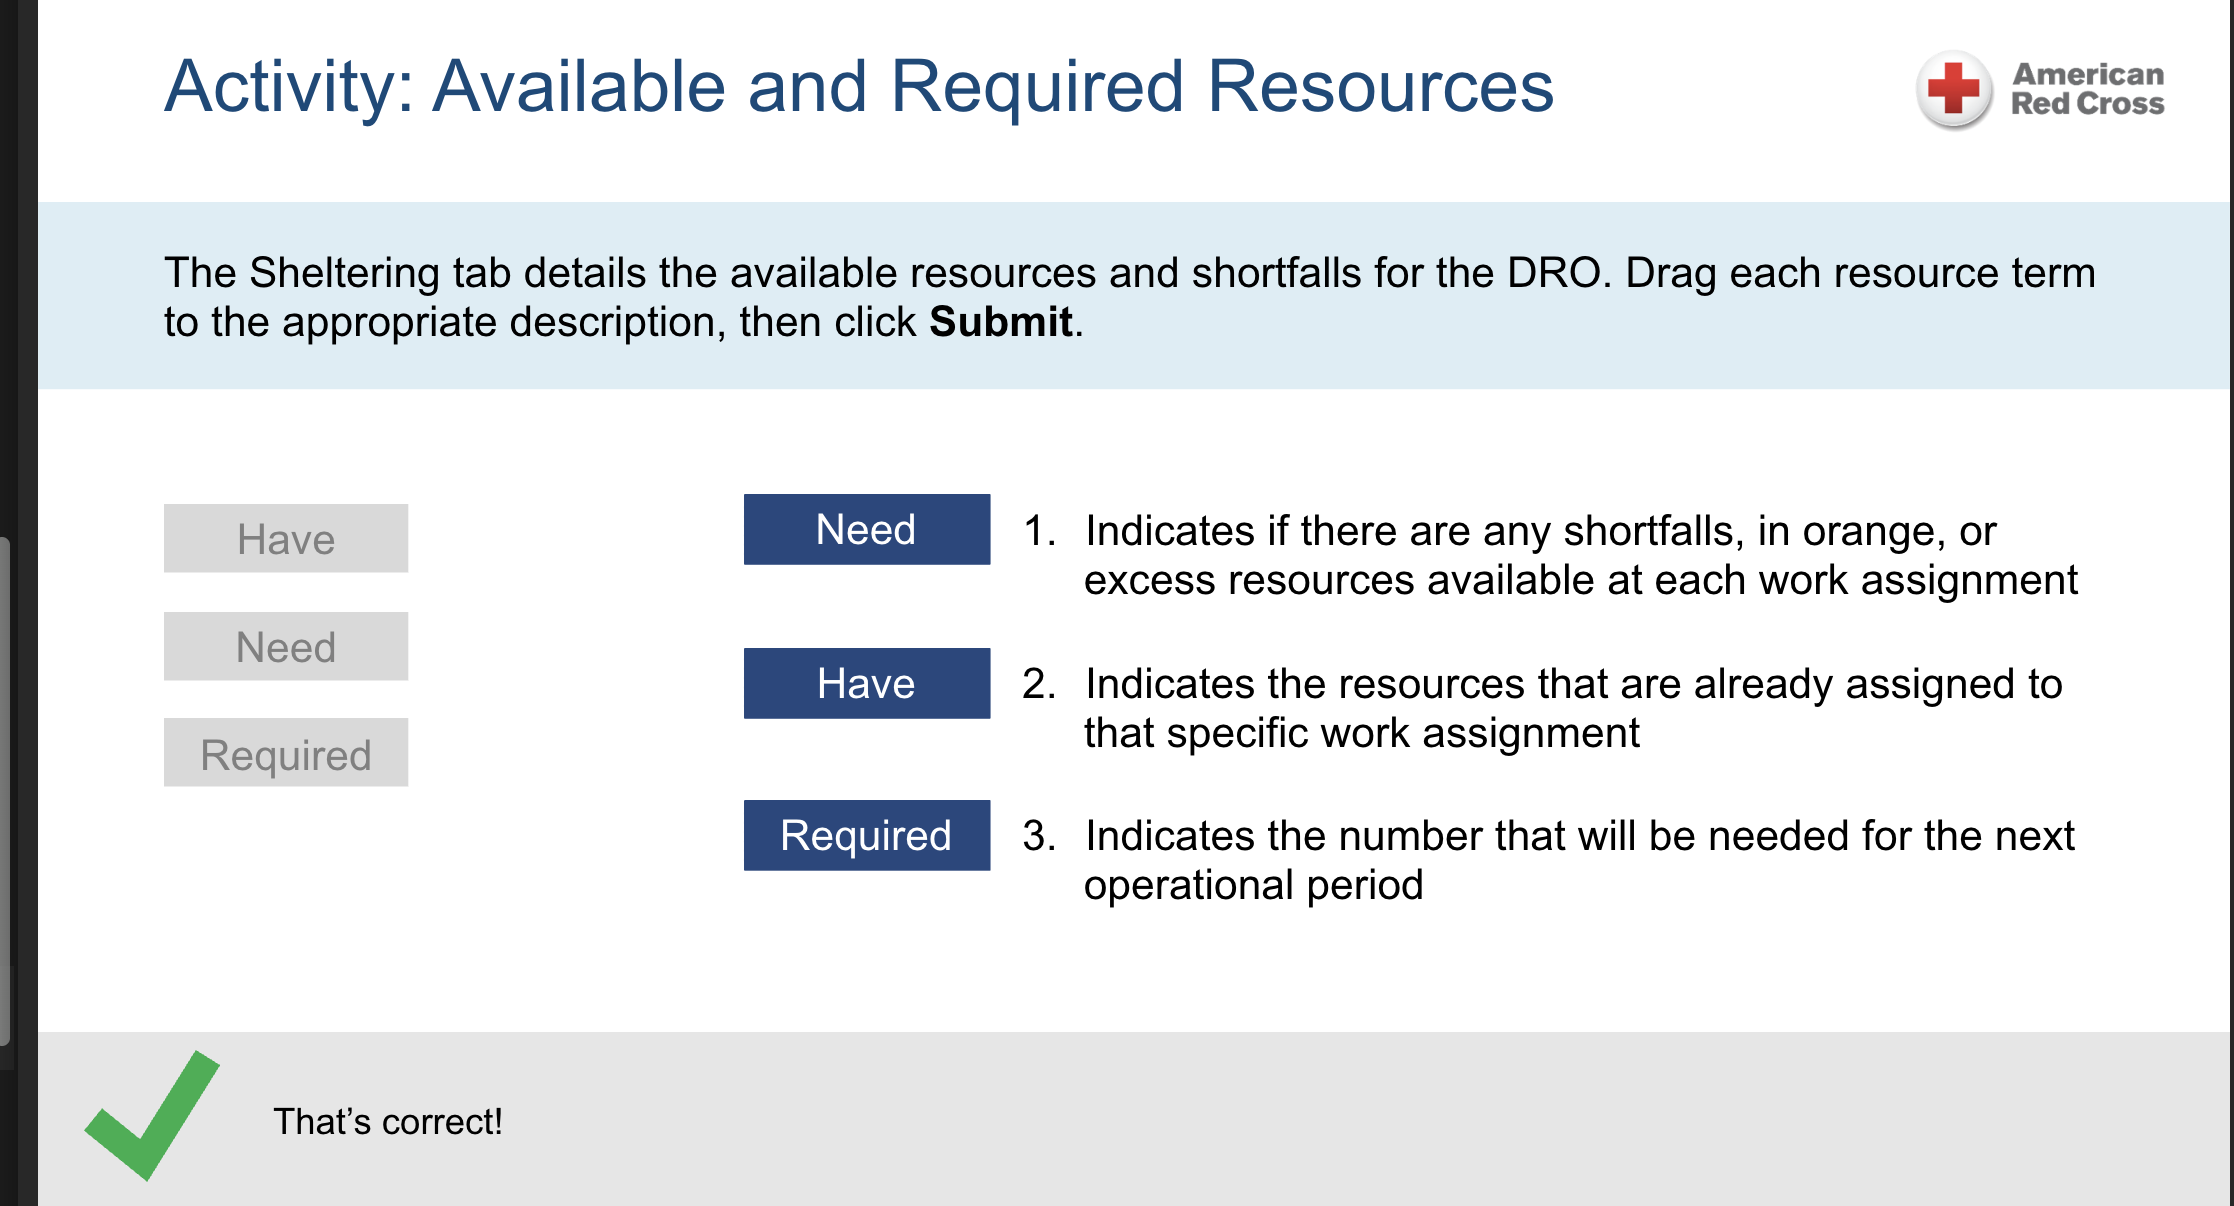 Activity: Available and Required Resources
American
Red Cross
The Sheltering tab details the available resources and shortfalls for the DRO. Drag each resource term
to the appropriate description, then click Submit.
Have
Need
Required
Need
1. Indicates if there are any shortfalls, in orange, or
excess resources available at each work assignment
Have
2. Indicates the resources that are already assigned to
that specific work assignment
Required
3. Indicates the number that will be needed for the next
operational period
That’s correct!